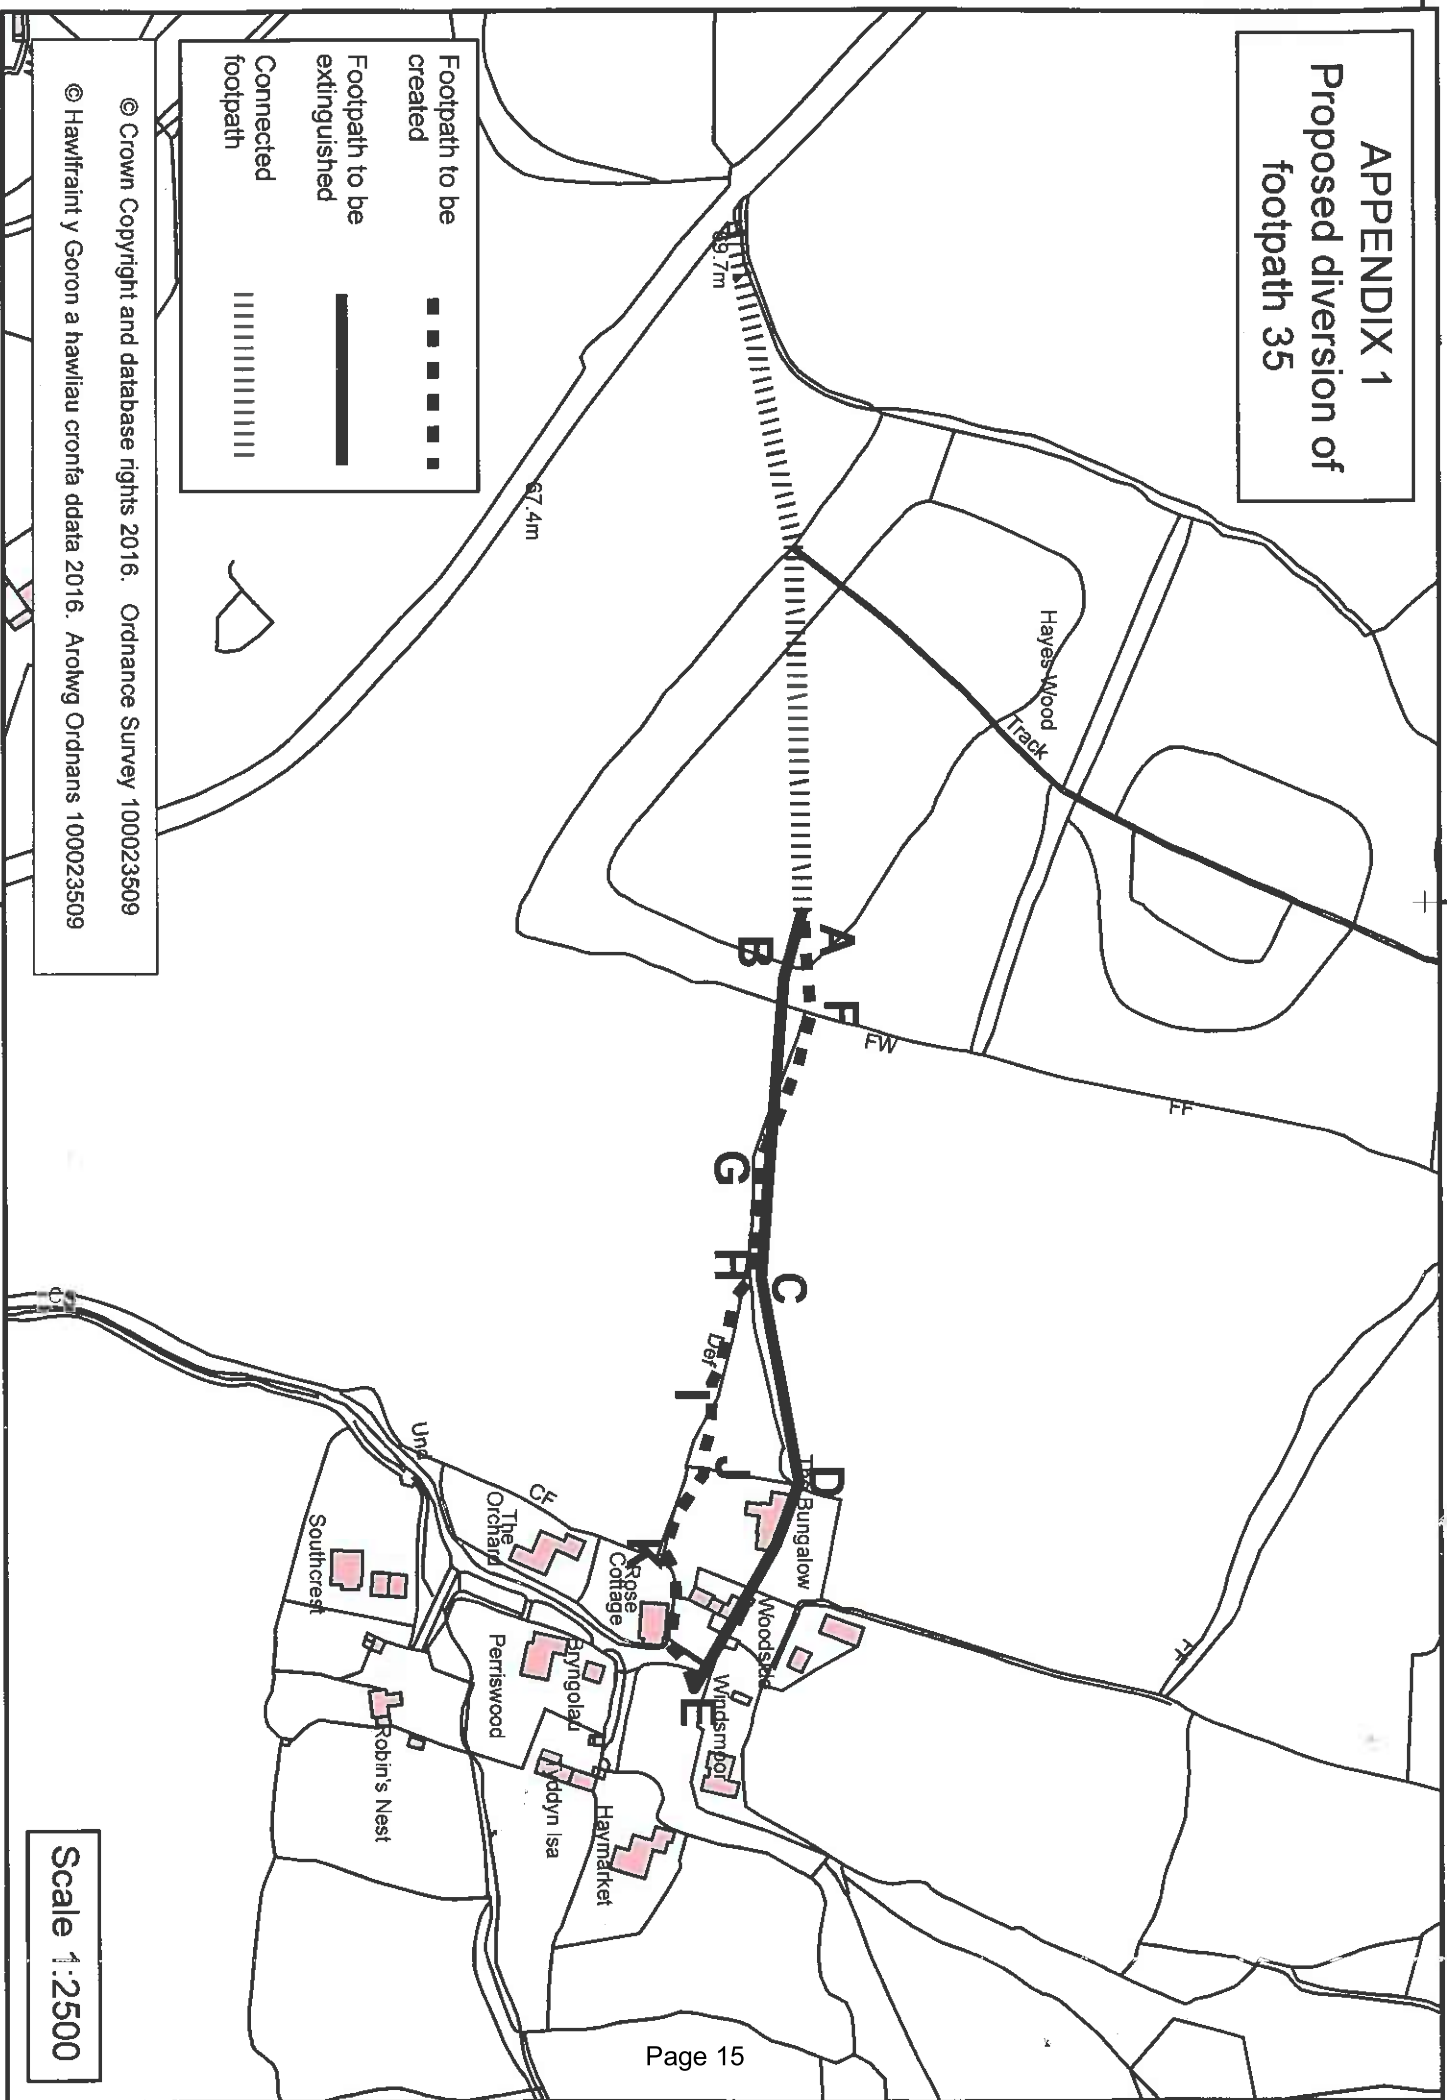 APPENDIX 1
Proposed diversion of
footpath 35
Footpath to be
created
Footpath to be
extinguished
Connected
footpath
© Crown Copyright and database rights 2016. Ordnance Survey 100023509
© Hawlfraint y Goron a hawliau cronfa ddata 2016. Arolwg Ordnans 100023509
67.4m
Hayes Wood
Track
A
B
F
FW
FF
G
H
C
Def
I
J
D
The Bungalow
K
Und
CF
The
Orchard
Rose
Cottage
Southcrest
Woodside
Windsmoor
E
FF
Bryngolau
Perriswood
Robin's Nest
Tyddyn Isa
Haymarket
Scale 1:2500
Page 15